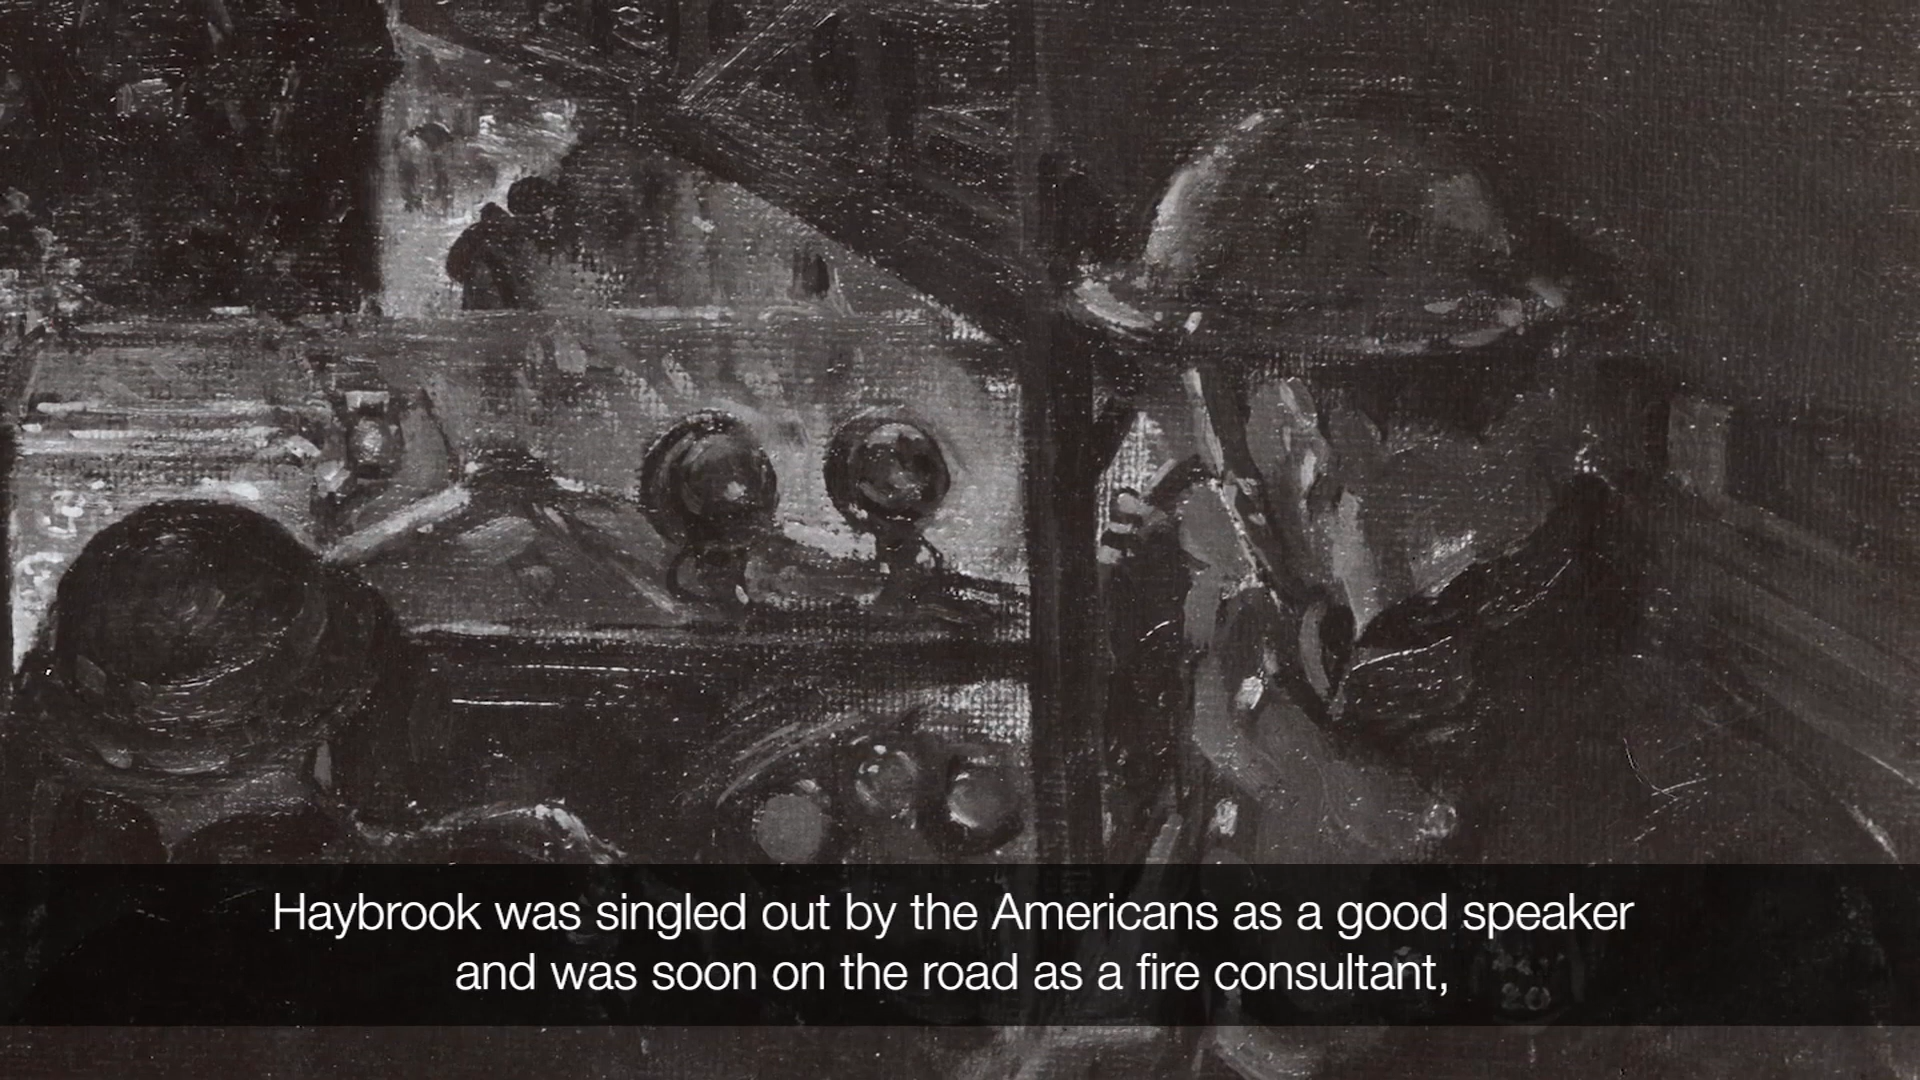 Haybrook was singled out by the Americans as a good speaker
and was soon on the road as a fire consultant,
20